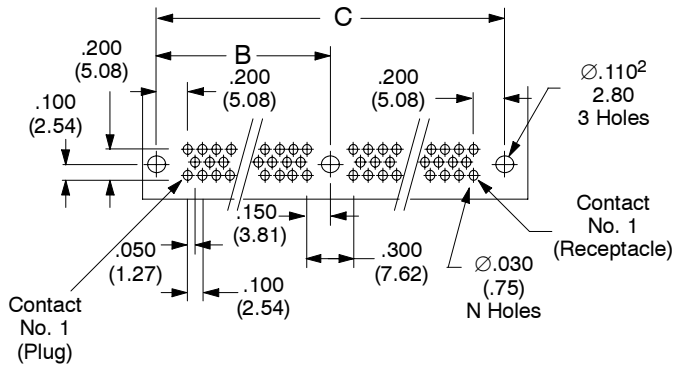 C
B
.200
(5.08)
.200
(5.08)
.200
(5.08)
∅.110²
2.80
3 Holes
.100
(2.54)
.150
(3.81)
.050
(1.27)
.300
(7.62)
.100
(2.54)
Contact
No. 1
(Receptacle)
∅.030
(.75)
N Holes
Contact
No. 1
(Plug)